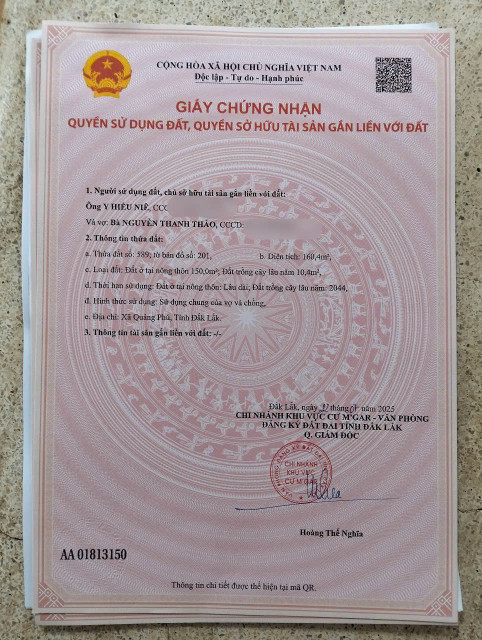 CỘNG HÒA XÃ HỘI CHỦ NGHĨA VIỆT NAM
Độc lập - Tự do - Hạnh phúc
GIẤY CHỨNG NHẬN
QUYỀN SỬ DỤNG ĐẤT, QUYỀN SỞ HỮU TÀI SẢN GẮN LIỀN VỚI ĐẤT
1. Người sử dụng đất, chủ sở hữu tài sản gắn liền với đất:
Ông Y HIẾU NIÊ, CCC
Và vợ: Bà NGUYỄN THANH THẢO, CCCD:
2. Thông tin thửa đất:
a. Thửa đất số: 589; tờ bản đồ số: 201, b. Diện tích: 160,4m²,
c. Loại đất: Đất ở tại nông thôn 150,0m²; Đất trồng cây lâu năm 10,4m²,
d. Thời hạn sử dụng: Đất ở tại nông thôn: Lâu dài; Đất trồng cây lâu năm: 2044,
đ. Hình thức sử dụng: Sử dụng chung của vợ và chồng,
e. Địa chỉ: Xã Quảng Phú, Tỉnh Đắk Lắk.
3. Thông tin tài sản gắn liền với đất: -/-
Đắk Lắk, ngày tháng năm 2025
CHI NHÁNH KHU VỰC CƯ M'GAR - VĂN PHÒNG
ĐĂNG KÝ ĐẤT ĐAI TỈNH ĐẮK LẮK
Q. GIÁM ĐỐC
CHI NHÁNH
KHU VỰC
CƯ M'GAR
Hoàng Thế Nghĩa
AA 01813150
Thông tin chi tiết được thể hiện tại mã QR.